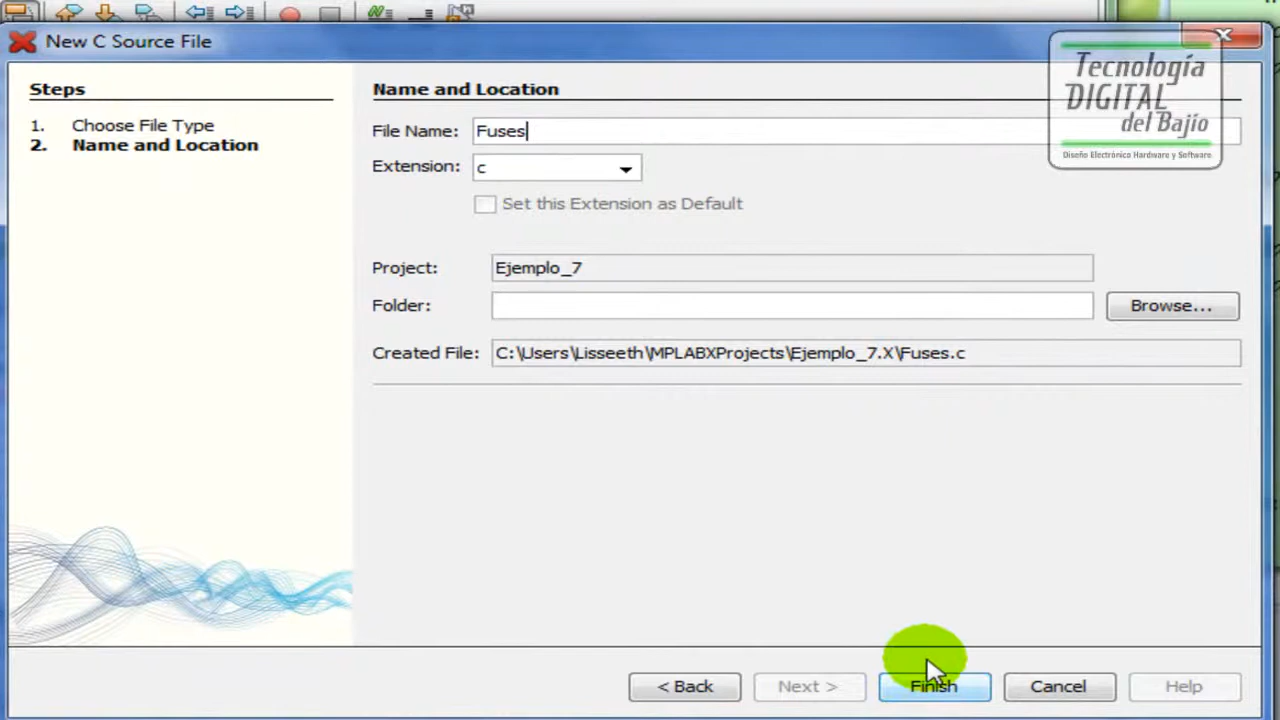 New C Source File
Tecnología
DIGITAL
del Bajío
Diseño Electrónico Hardware y Software
Steps
1. Choose File Type
2. Name and Location
Name and Location
File Name: Fuses
Extension: c
Set this Extension as Default
Project: Ejemplo_7
Folder:
Browse...
Created File: C:\Users\Lisseeth\MPLABXProjects\Ejemplo_7.X\Fuses.c
< Back Next > Finish Cancel Help